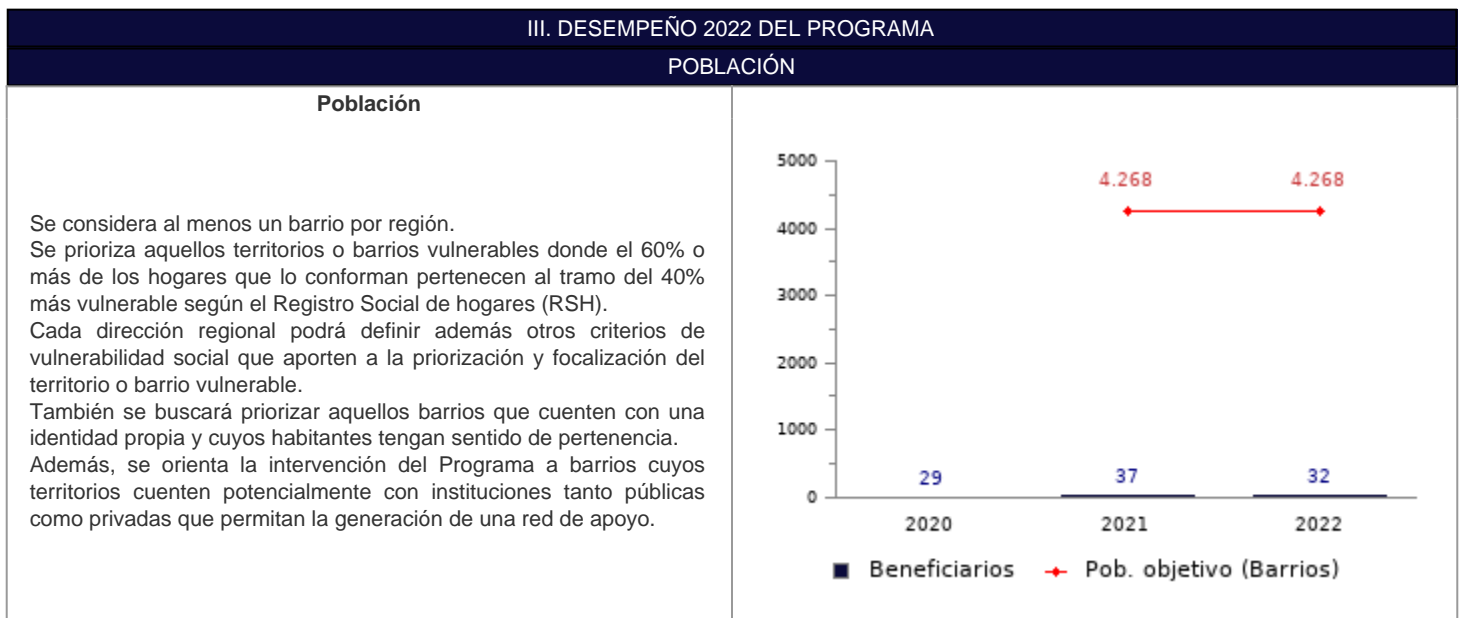 III. DESEMPEÑO 2022 DEL PROGRAMA
POBLACIÓN
Población
Se considera al menos un barrio por región.
Se prioriza aquellos territorios o barrios vulnerables donde el 60% o
más de los hogares que lo conforman pertenecen al tramo del 40%
más vulnerable según el Registro Social de hogares (RSH).
Cada dirección regional podrá definir además otros criterios de
vulnerabilidad social que aporten a la priorización y focalización del
territorio o barrio vulnerable.
También se buscará priorizar aquellos barrios que cuenten con una
identidad propia y cuyos habitantes tengan sentido de pertenencia.
Además, se orienta la intervención del Programa a barrios cuyos
territorios cuenten potencialmente con instituciones tanto públicas
como privadas que permitan la generación de una red de apoyo.
5000
4.268 4.268
4000
3000
2000
1000
29 37 32
0
2020 2021 2022
Beneficiarios Pob. objetivo (Barrios)